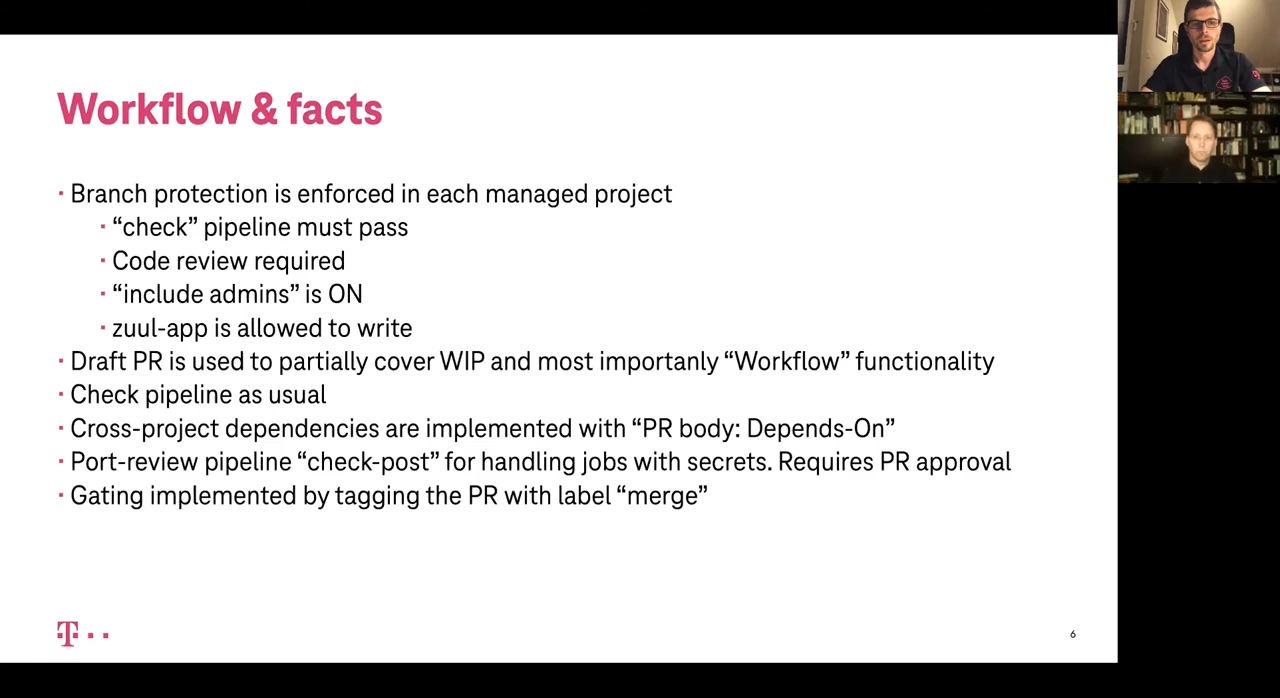 Workflow & facts
· Branch protection is enforced in each managed project
· “check” pipeline must pass
· Code review required
· “include admins” is ON
· zuul-app is allowed to write
· Draft PR is used to partially cover WIP and most importanly “Workflow” functionality
· Check pipeline as usual
· Cross-project dependencies are implemented with “PR body: Depends-On”
· Port-review pipeline “check-post” for handling jobs with secrets. Requires PR approval
· Gating implemented by tagging the PR with label “merge”
T
6